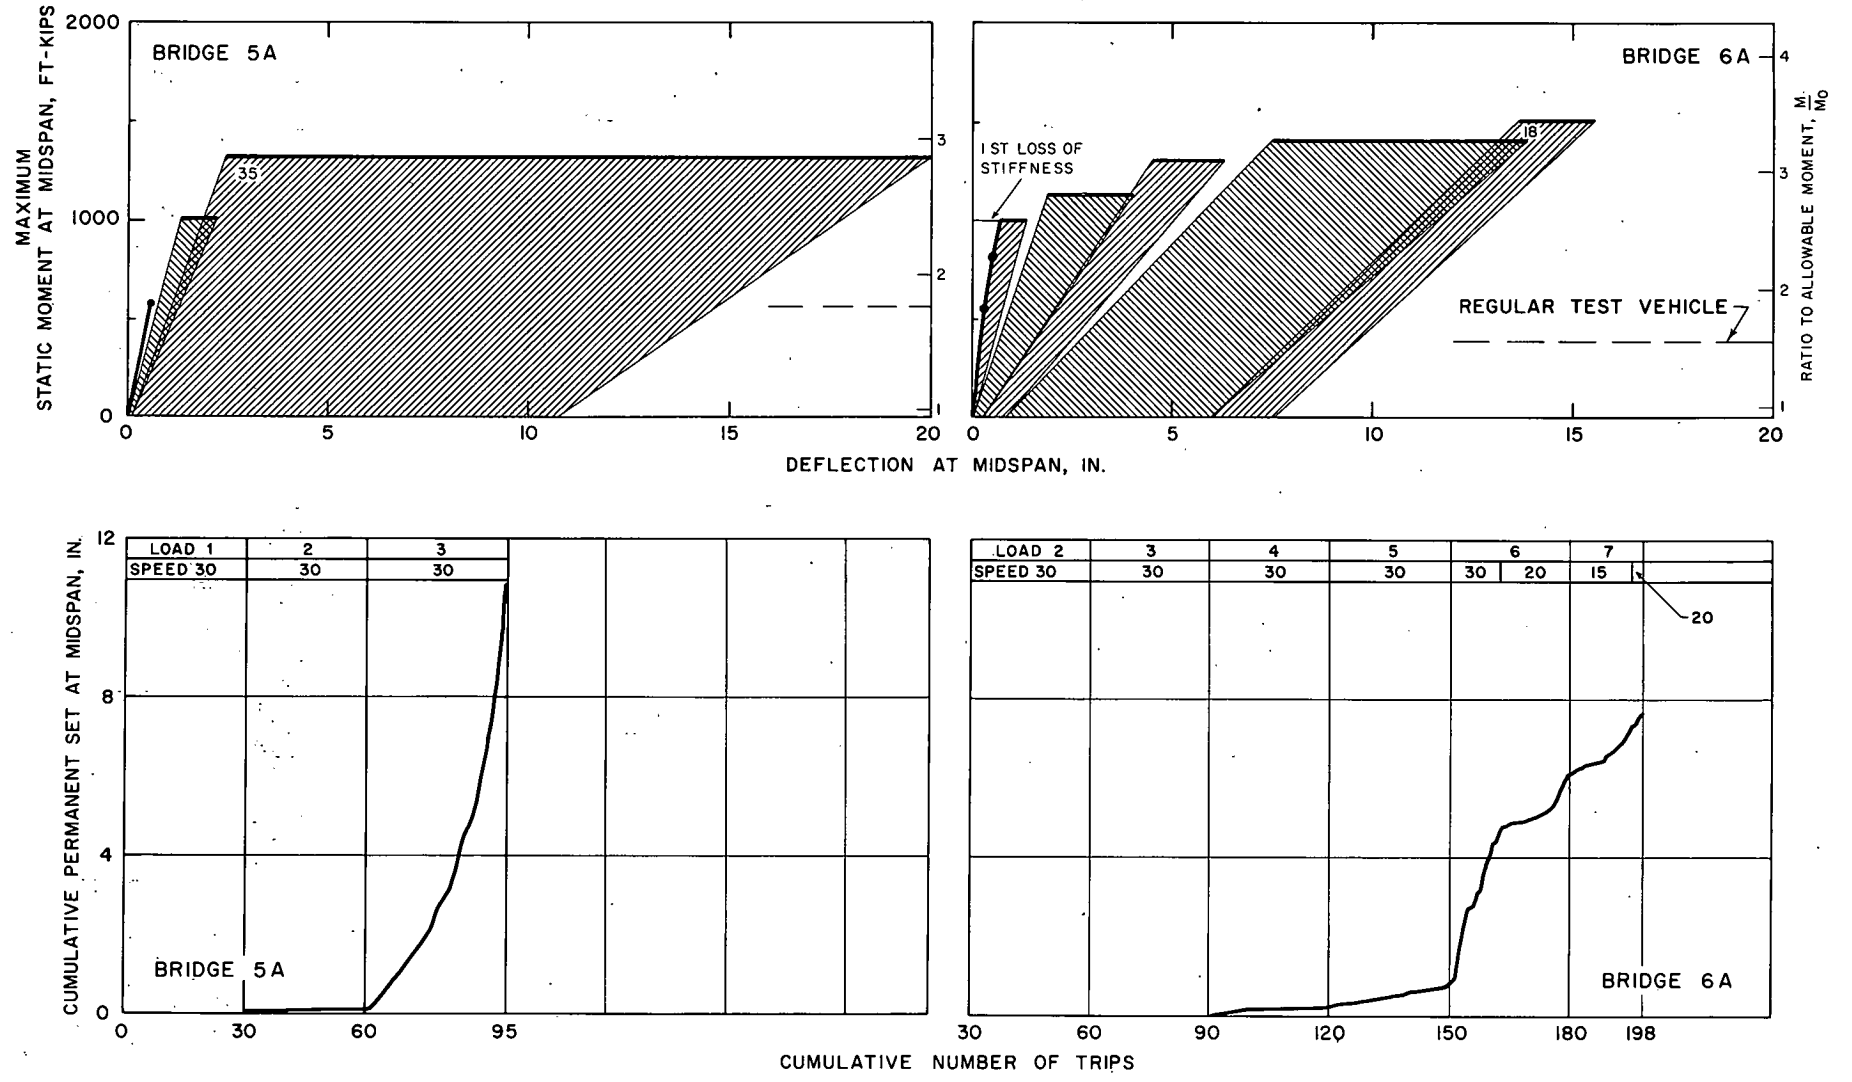 MAXIMUM
STATIC MOMENT AT MIDSPAN, FT-KIPS
2000
1000
0
BRIDGE 5A
35
3
2
1
0 5 10 15 20
BRIDGE 6A
1 ST LOSS OF
STIFFNESS
18
REGULAR TEST VEHICLE
4
3
2
1
RATIO TO ALLOWABLE MOMENT, M/Mo
0 5 10 15 20
DEFLECTION AT MIDSPAN, IN.
CUMULATIVE PERMANENT SET AT MIDSPAN, IN.
12
8
4
0
LOAD 1 2 3
SPEED 30 30 30
BRIDGE 5A
0 30 60 95
LOAD 2 3 4 5 6 7
SPEED 30 30 30 30 30 20 15
20
BRIDGE 6A
30 60 90 120 150 180 198
CUMULATIVE NUMBER OF TRIPS